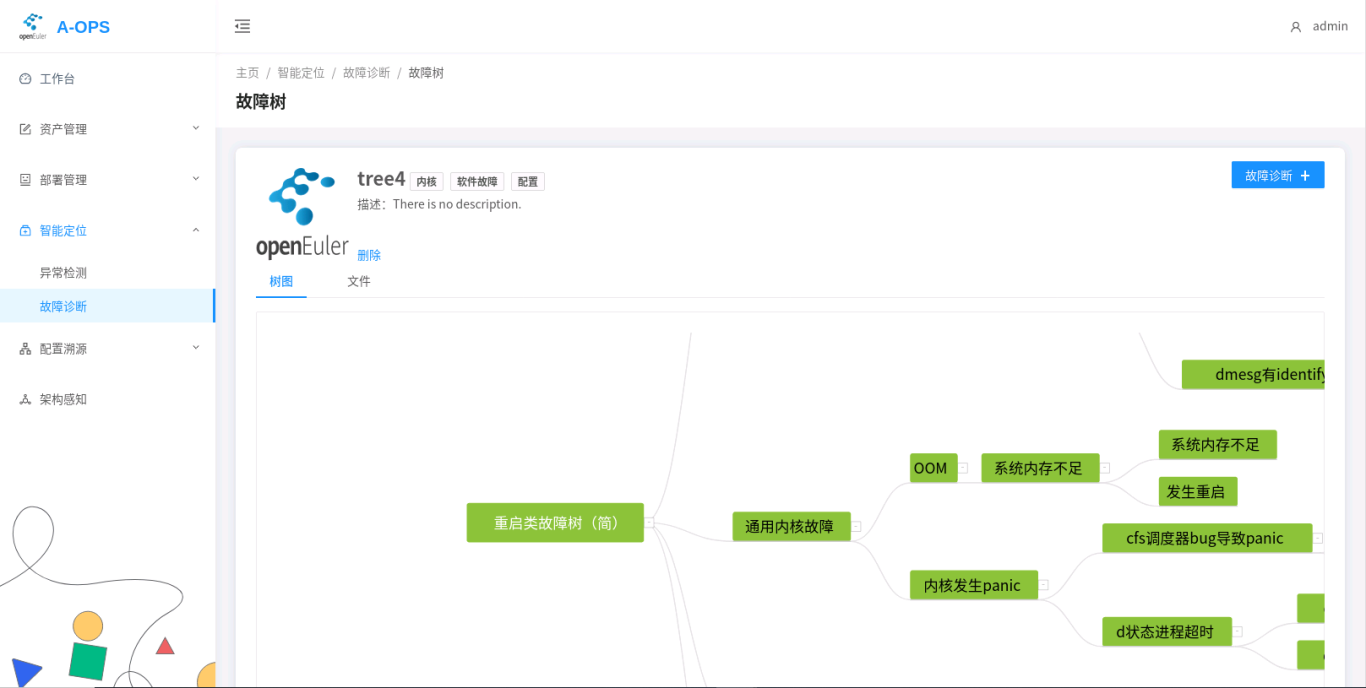 openEuler
A-OPS
admin
工作台
资产管理
部署管理
智能定位
异常检测
故障诊断
配置溯源
架构感知
主页 / 智能定位 / 故障诊断 / 故障树
故障树
openEuler
tree4 内核 软件故障 配置
故障诊断 +
描述：There is no description.
删除
树图 文件
dmesg有identify
系统内存不足
OOM 系统内存不足
发生重启
重启类故障树（简）
通用内核故障
cfs调度器bug导致panic
内核发生panic
d状态进程超时